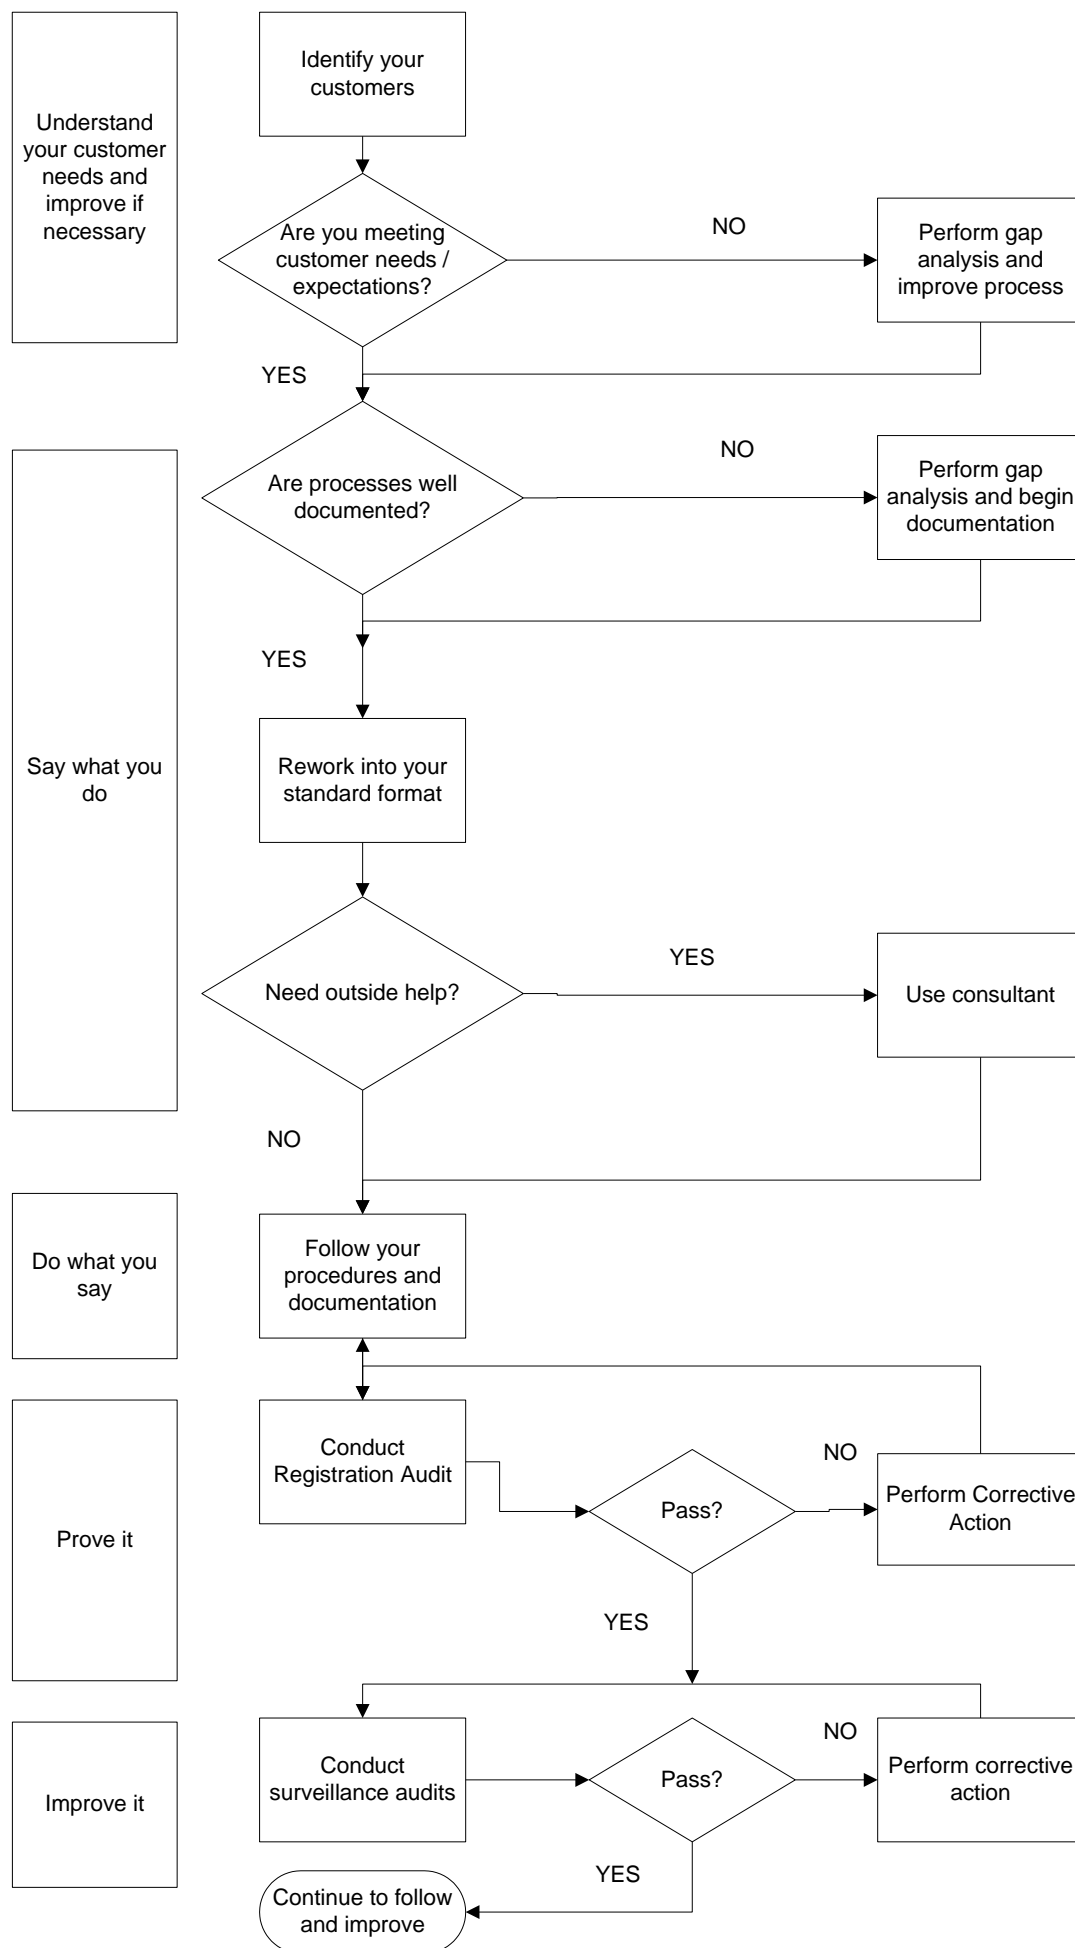 Identify your
customers
Understand
your customer
needs and
improve if
necessary
Are you meeting
customer needs /
expectations?
NO
Perform gap
analysis and
improve process
YES
Are processes well
documented?
NO
Perform gap
analysis and begin
documentation
YES
Say what you
do
Rework into your
standard format
Need outside help?
YES
Use consultant
NO
Do what you
say
Follow your
procedures and
documentation
Prove it
Conduct
Registration Audit
Pass?
NO
Perform Corrective
Action
YES
Improve it
Conduct
surveillance audits
Pass?
NO
Perform corrective
action
YES
Continue to follow
and improve